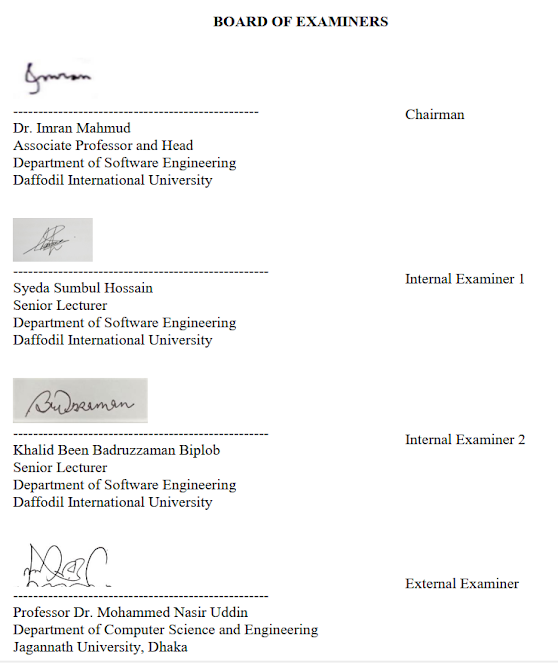 BOARD OF EXAMINERS
Imran
-------------------------------------------------
Chairman
Dr. Imran Mahmud
Associate Professor and Head
Department of Software Engineering
Daffodil International University
---------------------------------------------------
Internal Examiner 1
Syeda Sumbul Hossain
Senior Lecturer
Department of Software Engineering
Daffodil International University
---------------------------------------------------
Internal Examiner 2
Khalid Been Badruzzaman Biplob
Senior Lecturer
Department of Software Engineering
Daffodil International University
---------------------------------------------------
External Examiner
Professor Dr. Mohammed Nasir Uddin
Department of Computer Science and Engineering
Jagannath University, Dhaka